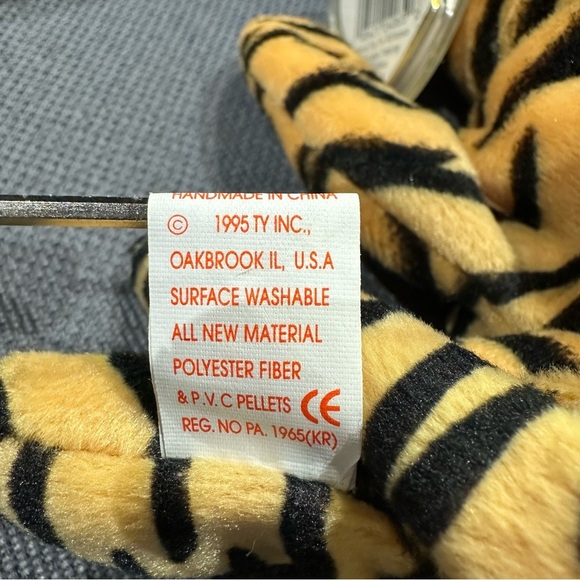 HANDMADE IN CHINA
© 1995 TY INC.,
OAKBROOK IL, U.S.A
SURFACE WASHABLE
ALL NEW MATERIAL
POLYESTER FIBER
& P.V. C PELLETS CE
REG. NO PA. 1965(KR)